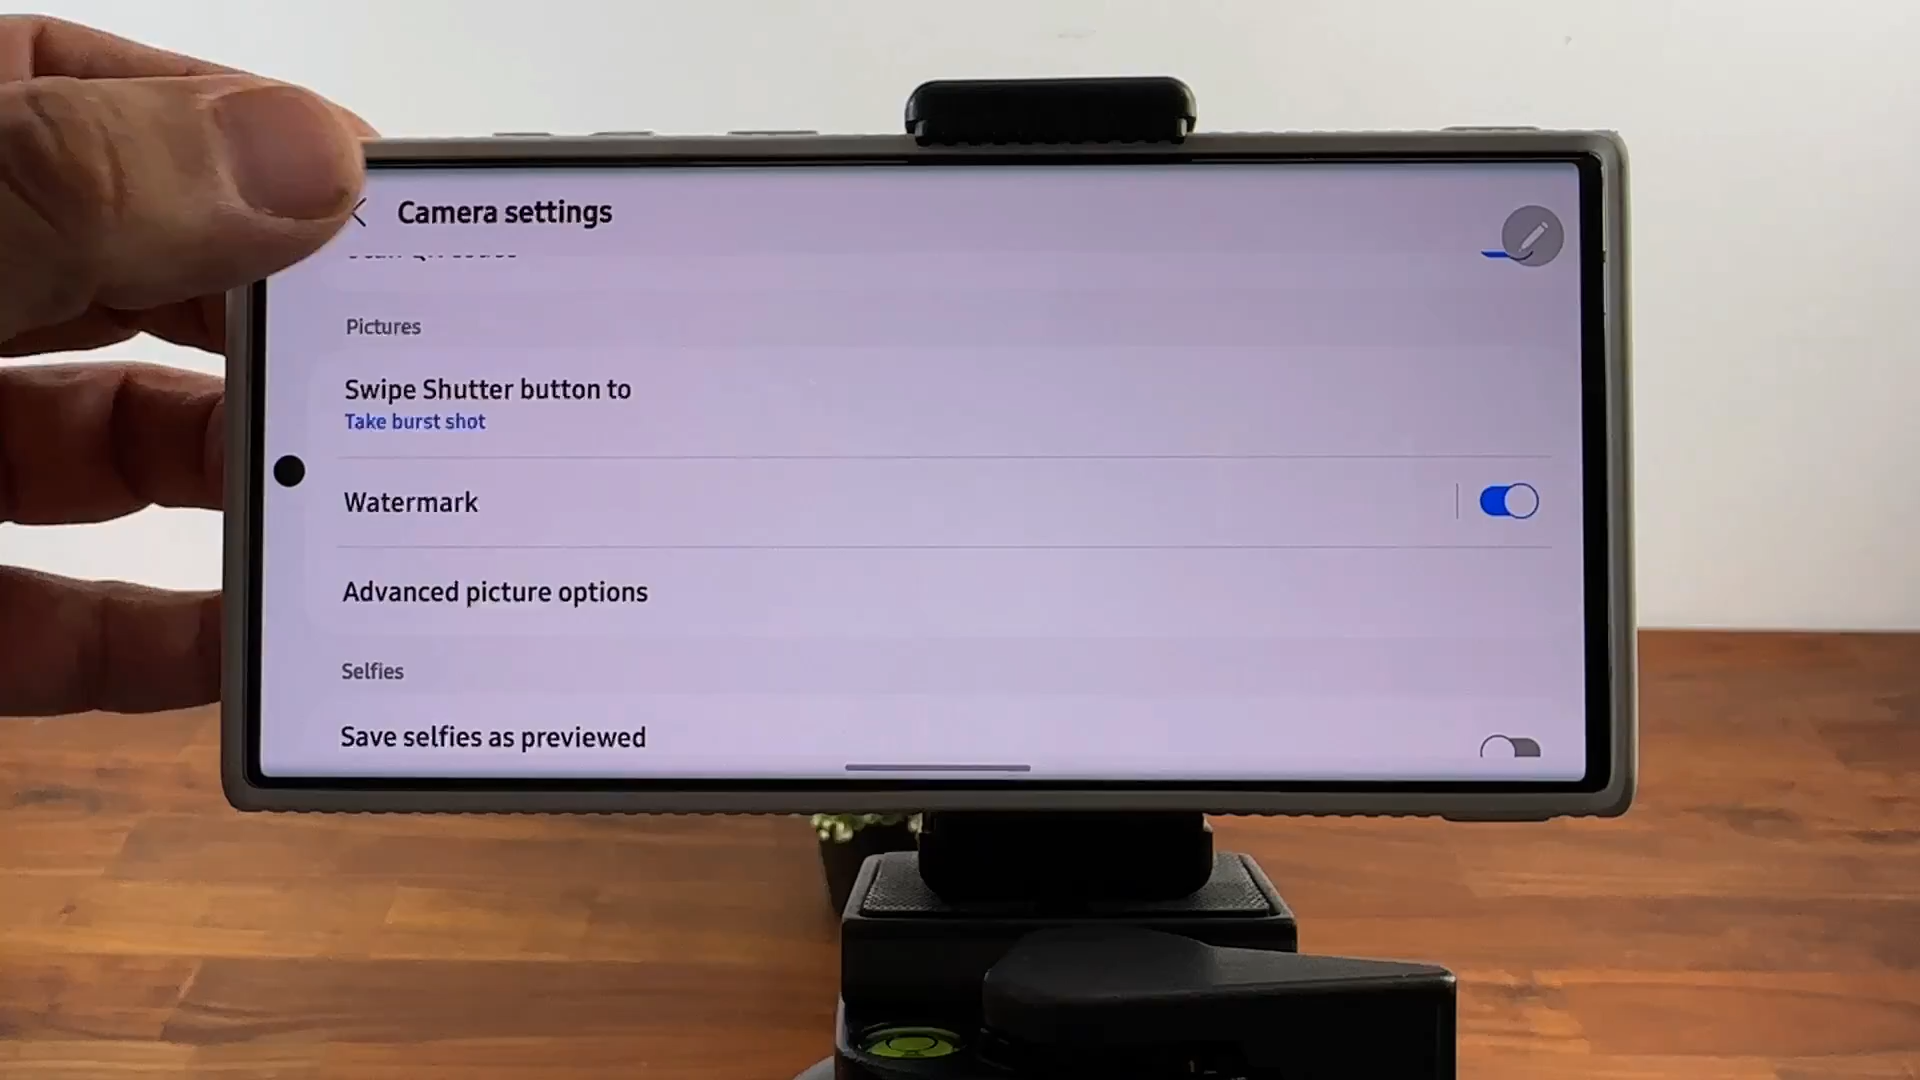 Camera settings
Pictures
Swipe Shutter button to
Take burst shot
Watermark
Advanced picture options
Selfies
Save selfies as previewed